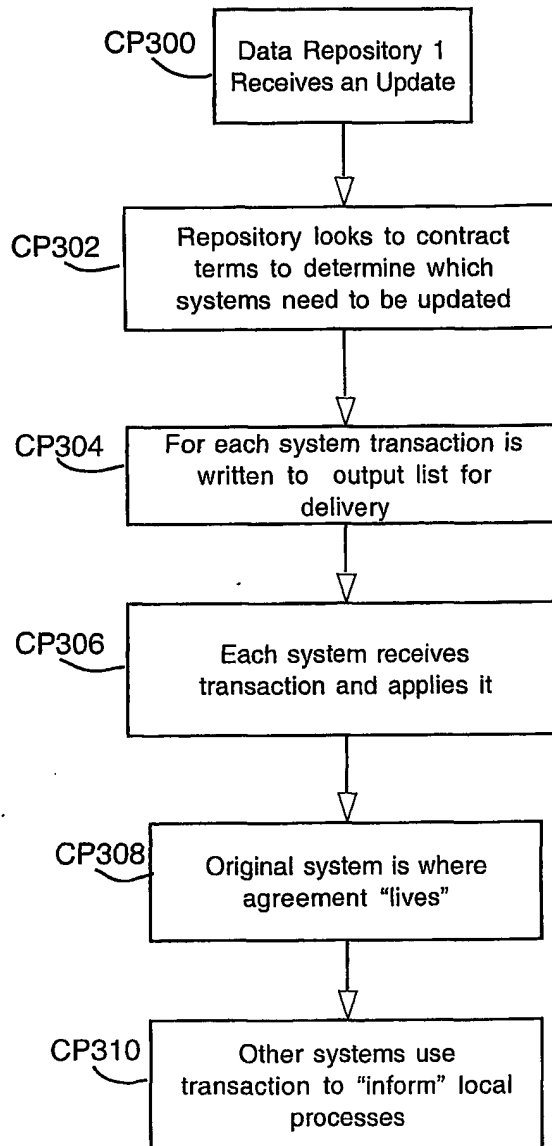 CP300
Data Repository 1
Receives an Update
CP302
Repository looks to contract
terms to determine which
systems need to be updated
CP304
For each system transaction is
written to output list for
delivery
CP306
Each system receives
transaction and applies it
CP308
Original system is where
agreement “lives”
CP310
Other systems use
transaction to “inform” local
processes